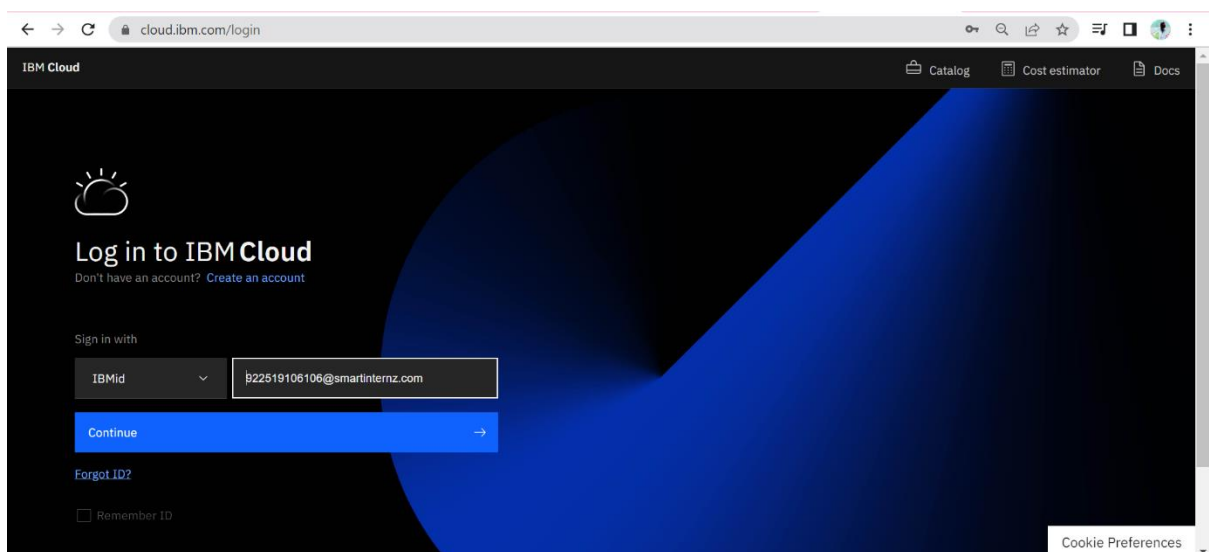 cloud.ibm.com/login
IBM Cloud
Catalog
Cost estimator
Docs
Log in to IBM Cloud
Don't have an account? Create an account
Sign in with
IBMid
922519106106@smartinternz.com
Continue
Forgot ID?
Remember ID
Cookie Preferences